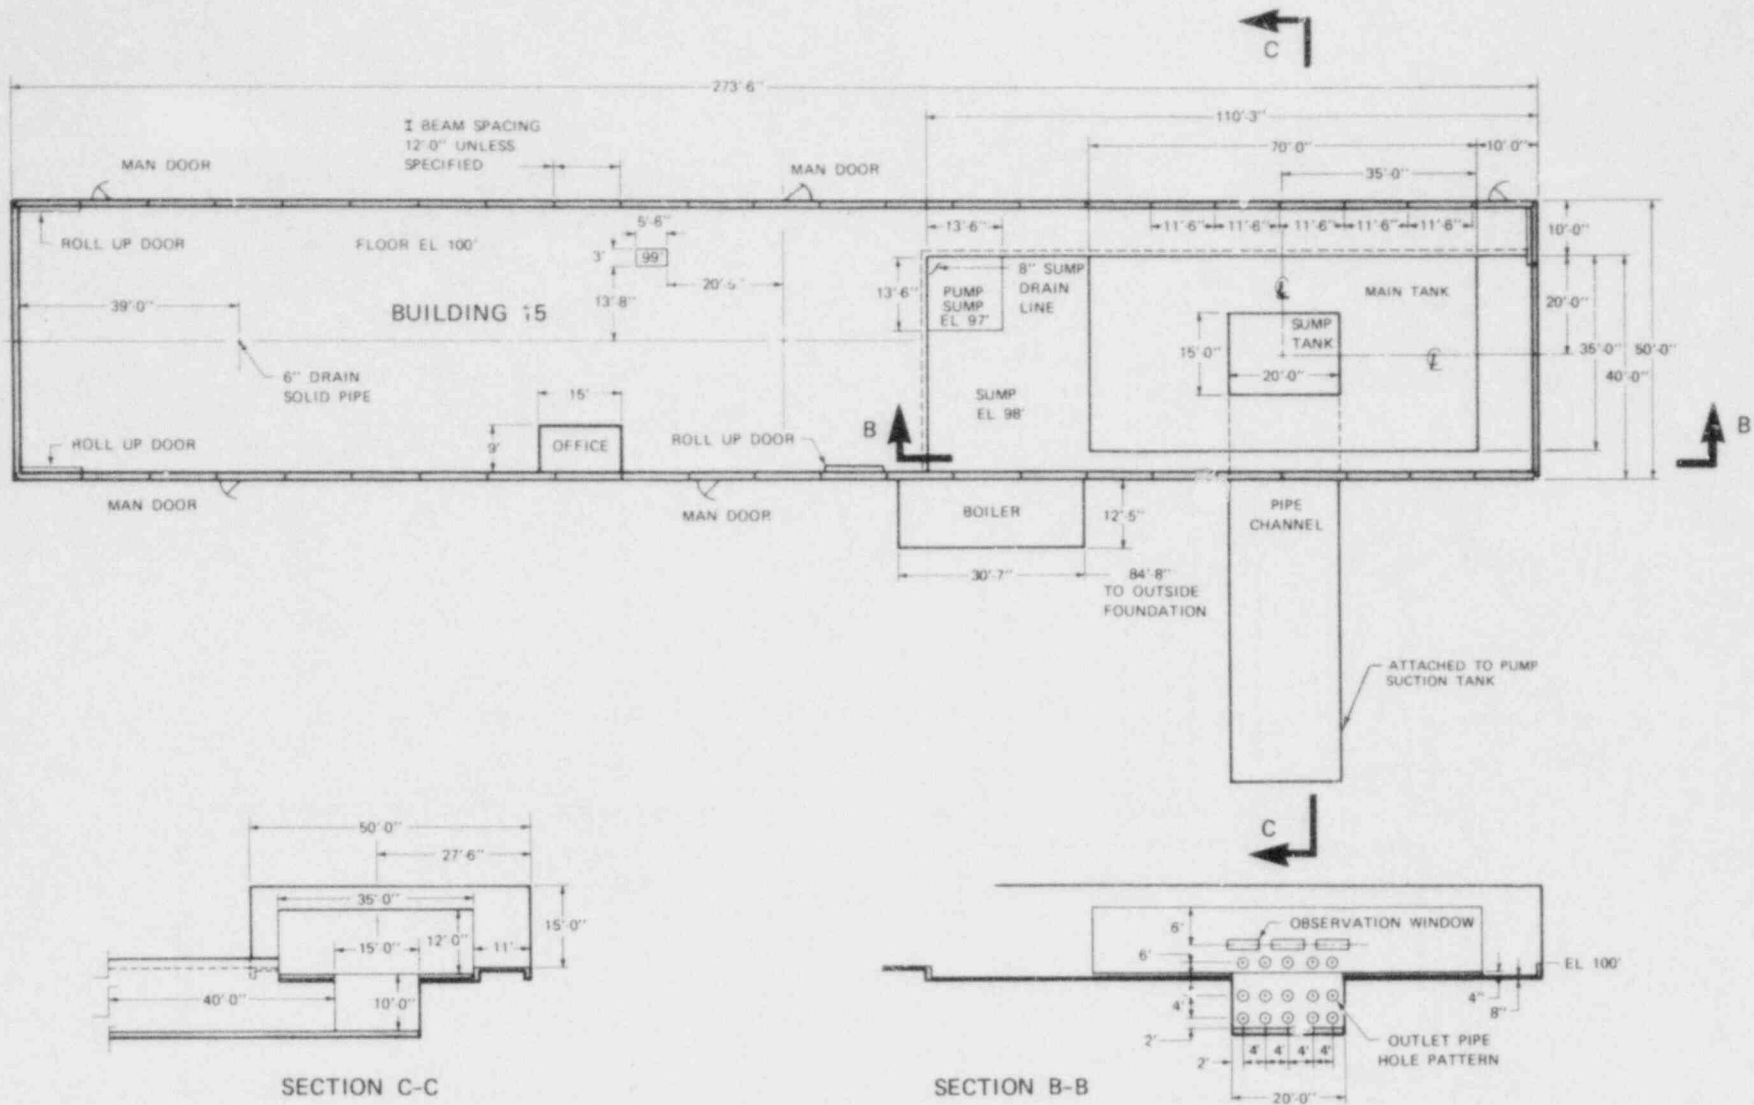 C
273'-6"
110'-3"
I BEAM SPACING
12'0" UNLESS
SPECIFIED
70'-0"
10'-0"
MAN DOOR
MAN DOOR
35'-0"
ROLL UP DOOR
FLOOR EL 100'
5'-6"
3'
99'
13'-6"
11'-6" 11'-6" 11'-6" 11'-6" 11'-6"
10'-0"
39'-0"
BUILDING 15
13'-8"
13'-6"
PUMP
SUMP
EL 97'
8" SUMP
DRAIN
LINE
MAIN TANK
20'-0"
SUMP
TANK
15'-0"
20'-0"
35'-0"
50'-0"
40'-0"
6" DRAIN
SOLID PIPE
15'
SUMP
EL 98'
ROLL UP DOOR
9'
OFFICE
ROLL UP DOOR
B
B
MAN DOOR
MAN DOOR
BOILER
12'-5"
PIPE
CHANNEL
30'-7"
84'-8"
TO OUTSIDE
FOUNDATION
ATTACHED TO PUMP
SUCTION TANK
C
50'-0"
27'-6"
35'-0"
15'-0"
12'-0"
11'
15'-0"
40'-0"
10'-0"
SECTION C-C
6'
OBSERVATION WINDOW
6'
EL 100'
4"
8"
4'
2'
OUTLET PIPE
HOLE PATTERN
2'
4' 4' 4' 4'
20'-0"
SECTION B-B